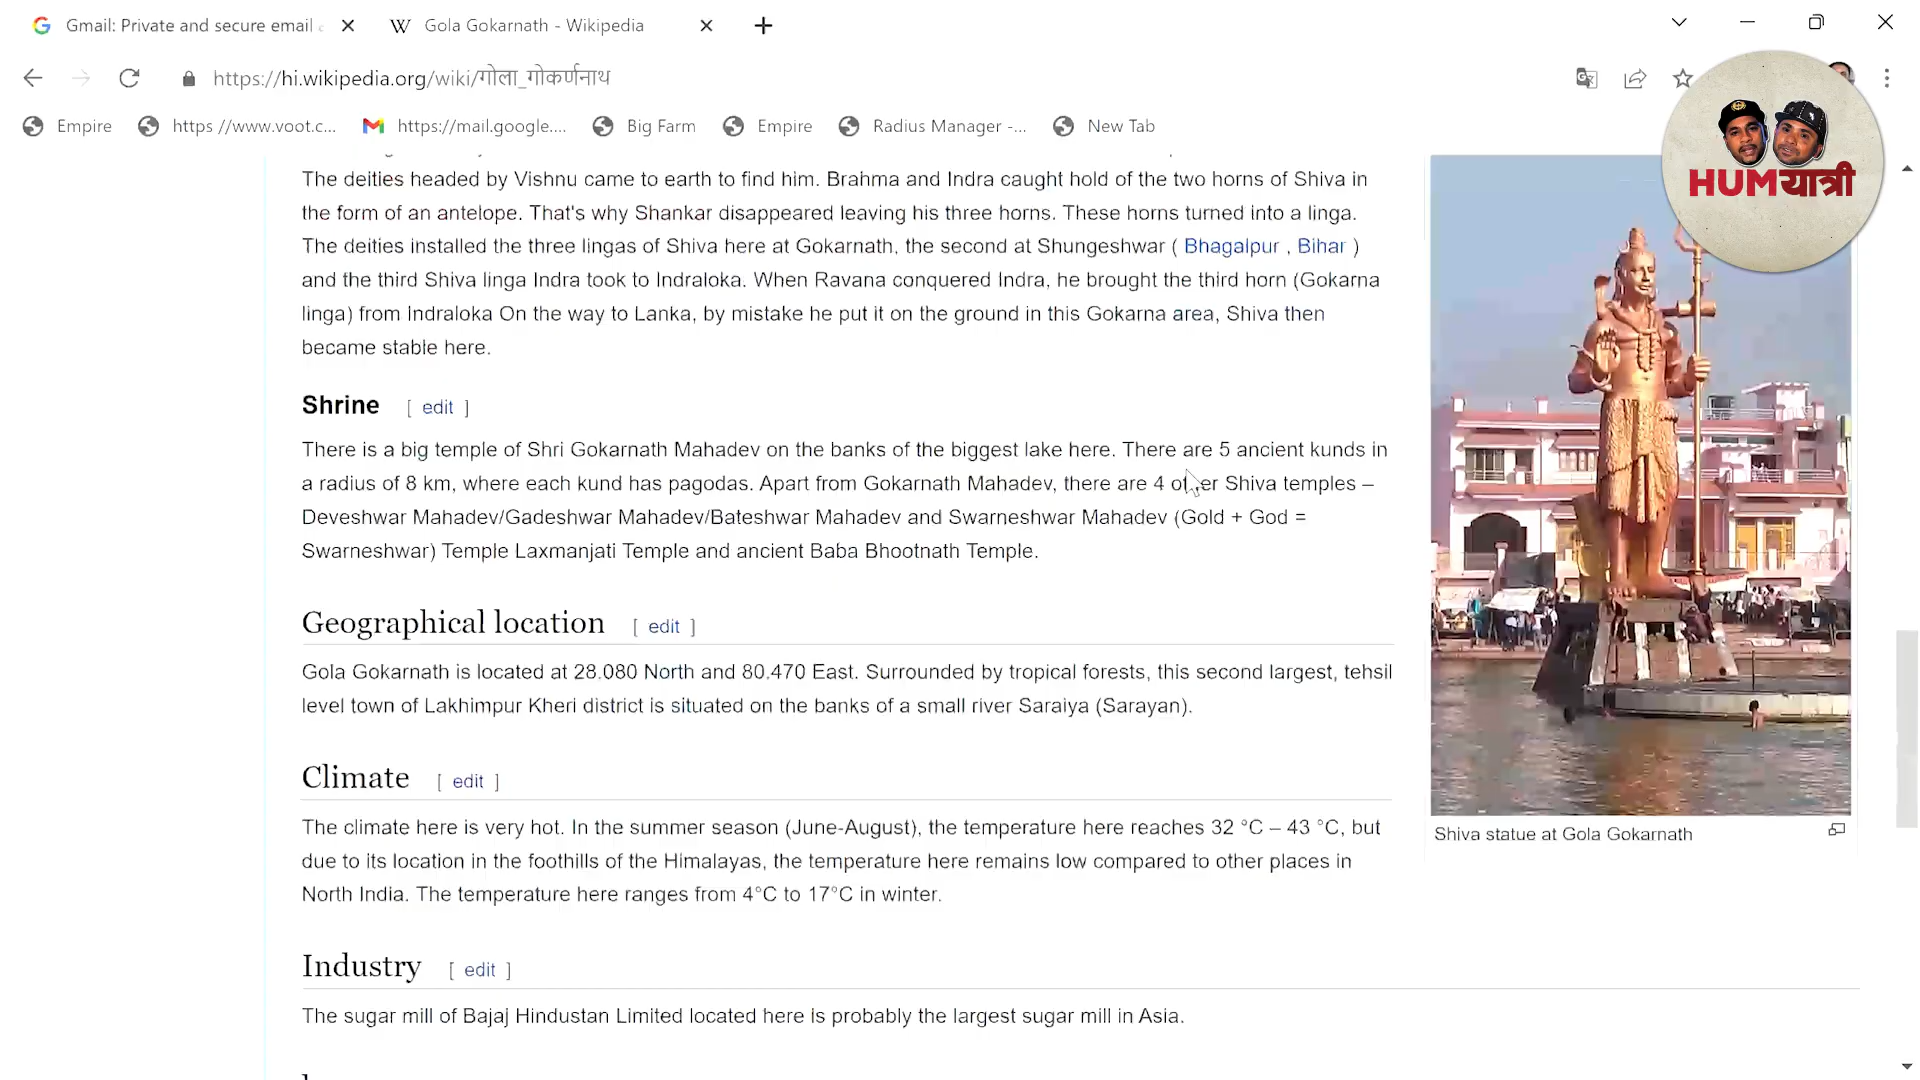 Gmail: Private and secure email
Gola Gokarnath - Wikipedia
https://hi.wikipedia.org/wiki/गोला_गोकर्णनाथ
Empire
https //www.voot.c...
https://mail.google....
Big Farm
Empire
Radius Manager -...
New Tab
HUMयात्री
The deities headed by Vishnu came to earth to find him. Brahma and Indra caught hold of the two horns of Shiva in
the form of an antelope. That's why Shankar disappeared leaving his three horns. These horns turned into a linga.
The deities installed the three lingas of Shiva here at Gokarnath, the second at Shungeshwar ( Bhagalpur , Bihar )
and the third Shiva linga Indra took to Indraloka. When Ravana conquered Indra, he brought the third horn (Gokarna
linga) from Indraloka On the way to Lanka, by mistake he put it on the ground in this Gokarna area, Shiva then
became stable here.
Shrine [ edit ]
There is a big temple of Shri Gokarnath Mahadev on the banks of the biggest lake here. There are 5 ancient kunds in
a radius of 8 km, where each kund has pagodas. Apart from Gokarnath Mahadev, there are 4 other Shiva temples –
Deveshwar Mahadev/Gadeshwar Mahadev/Bateshwar Mahadev and Swarneshwar Mahadev (Gold + God =
Swarneshwar) Temple Laxmanjati Temple and ancient Baba Bhootnath Temple.
Geographical location [ edit ]
Gola Gokarnath is located at 28.080 North and 80.470 East. Surrounded by tropical forests, this second largest, tehsil
level town of Lakhimpur Kheri district is situated on the banks of a small river Saraiya (Sarayan).
Climate [ edit ]
The climate here is very hot. In the summer season (June-August), the temperature here reaches 32 °C – 43 °C, but
due to its location in the foothills of the Himalayas, the temperature here remains low compared to other places in
North India. The temperature here ranges from 4°C to 17°C in winter.
Shiva statue at Gola Gokarnath
Industry [ edit ]
The sugar mill of Bajaj Hindustan Limited located here is probably the largest sugar mill in Asia.